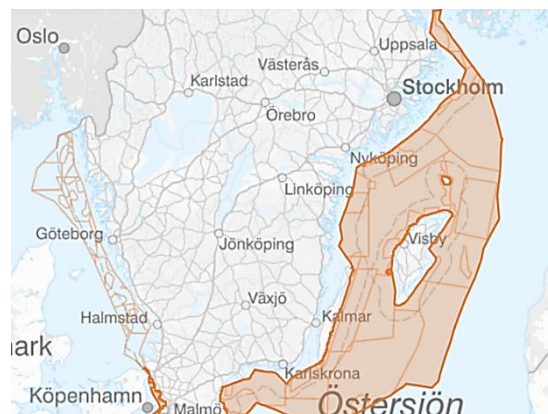 Oslo
Uppsala
Västerås
Karlstad
Stockholm
Örebro
Nyköping
Linköping
Göteborg
Visby
Jönköping
Växjö
Halmstad
Kalmar
ark
Karlskrona
Köpenhamn
Malmö
Östersjön